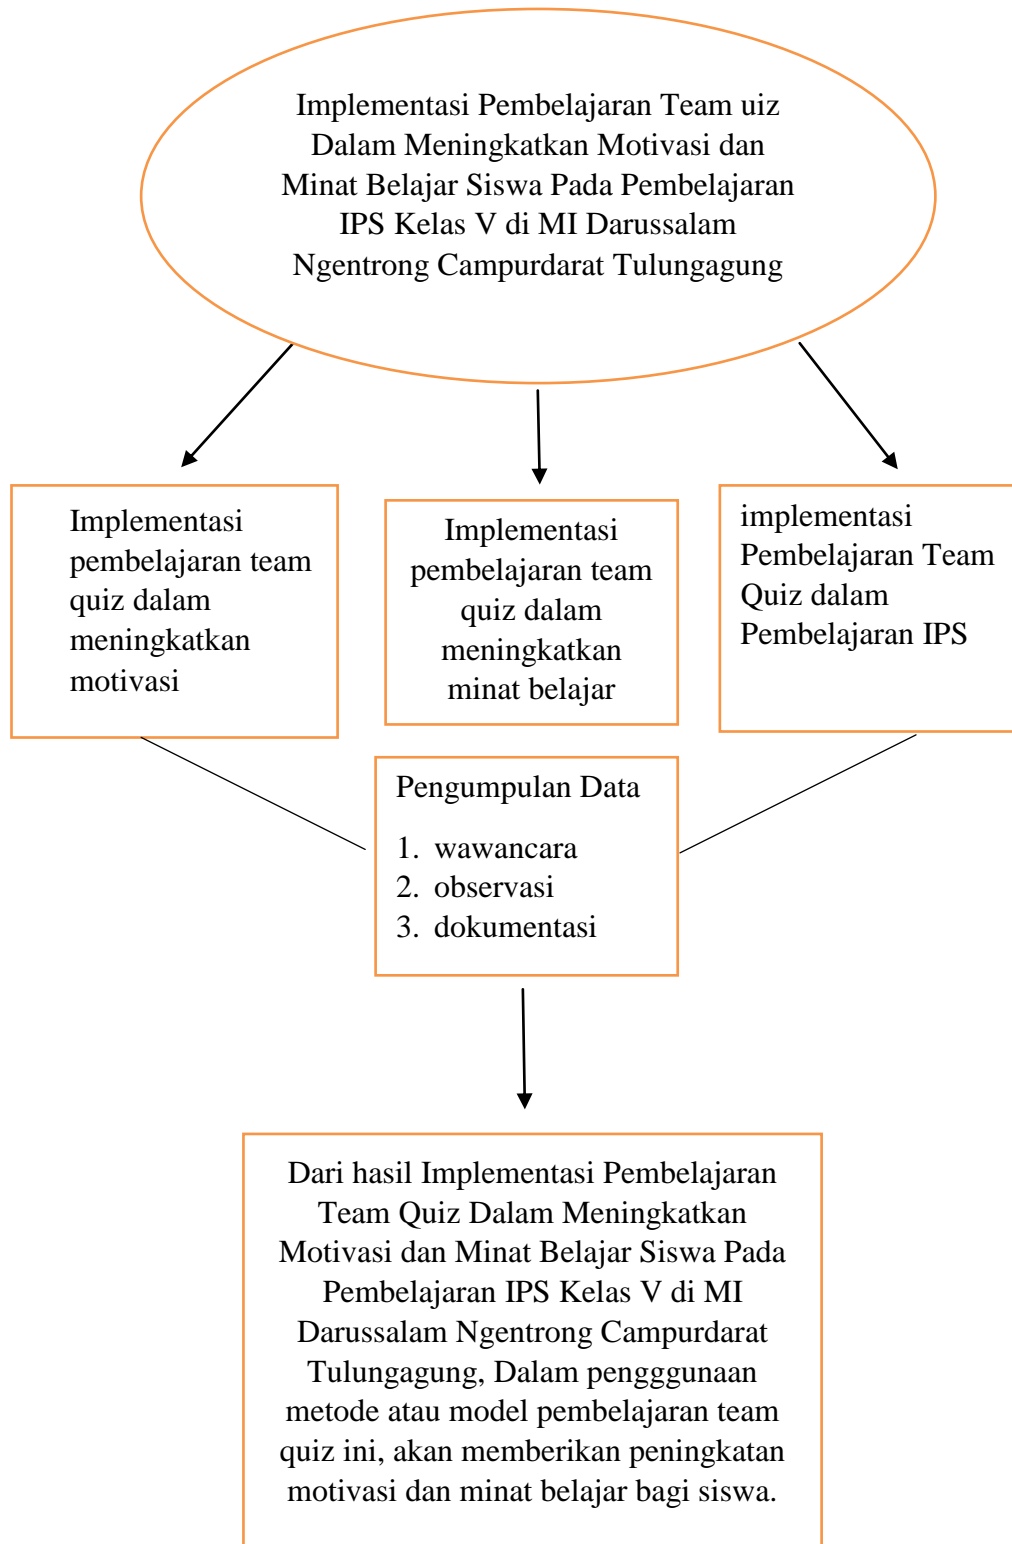 Implementasi Pembelajaran Team uiz
Dalam Meningkatkan Motivasi dan
Minat Belajar Siswa Pada Pembelajaran
IPS Kelas V di MI Darussalam
Ngentrong Campurdarat Tulungagung
Implementasi
pembelajaran team
quiz dalam
meningkatkan
motivasi
Implementasi
pembelajaran team
quiz dalam
meningkatkan
minat belajar
implementasi
Pembelajaran Team
Quiz dalam
Pembelajaran IPS
Pengumpulan Data
1. wawancara
2. observasi
3. dokumentasi
Dari hasil Implementasi Pembelajaran
Team Quiz Dalam Meningkatkan
Motivasi dan Minat Belajar Siswa Pada
Pembelajaran IPS Kelas V di MI
Darussalam Ngentrong Campurdarat
Tulungagung, Dalam pengggunaan
metode atau model pembelajaran team
quiz ini, akan memberikan peningkatan
motivasi dan minat belajar bagi siswa.